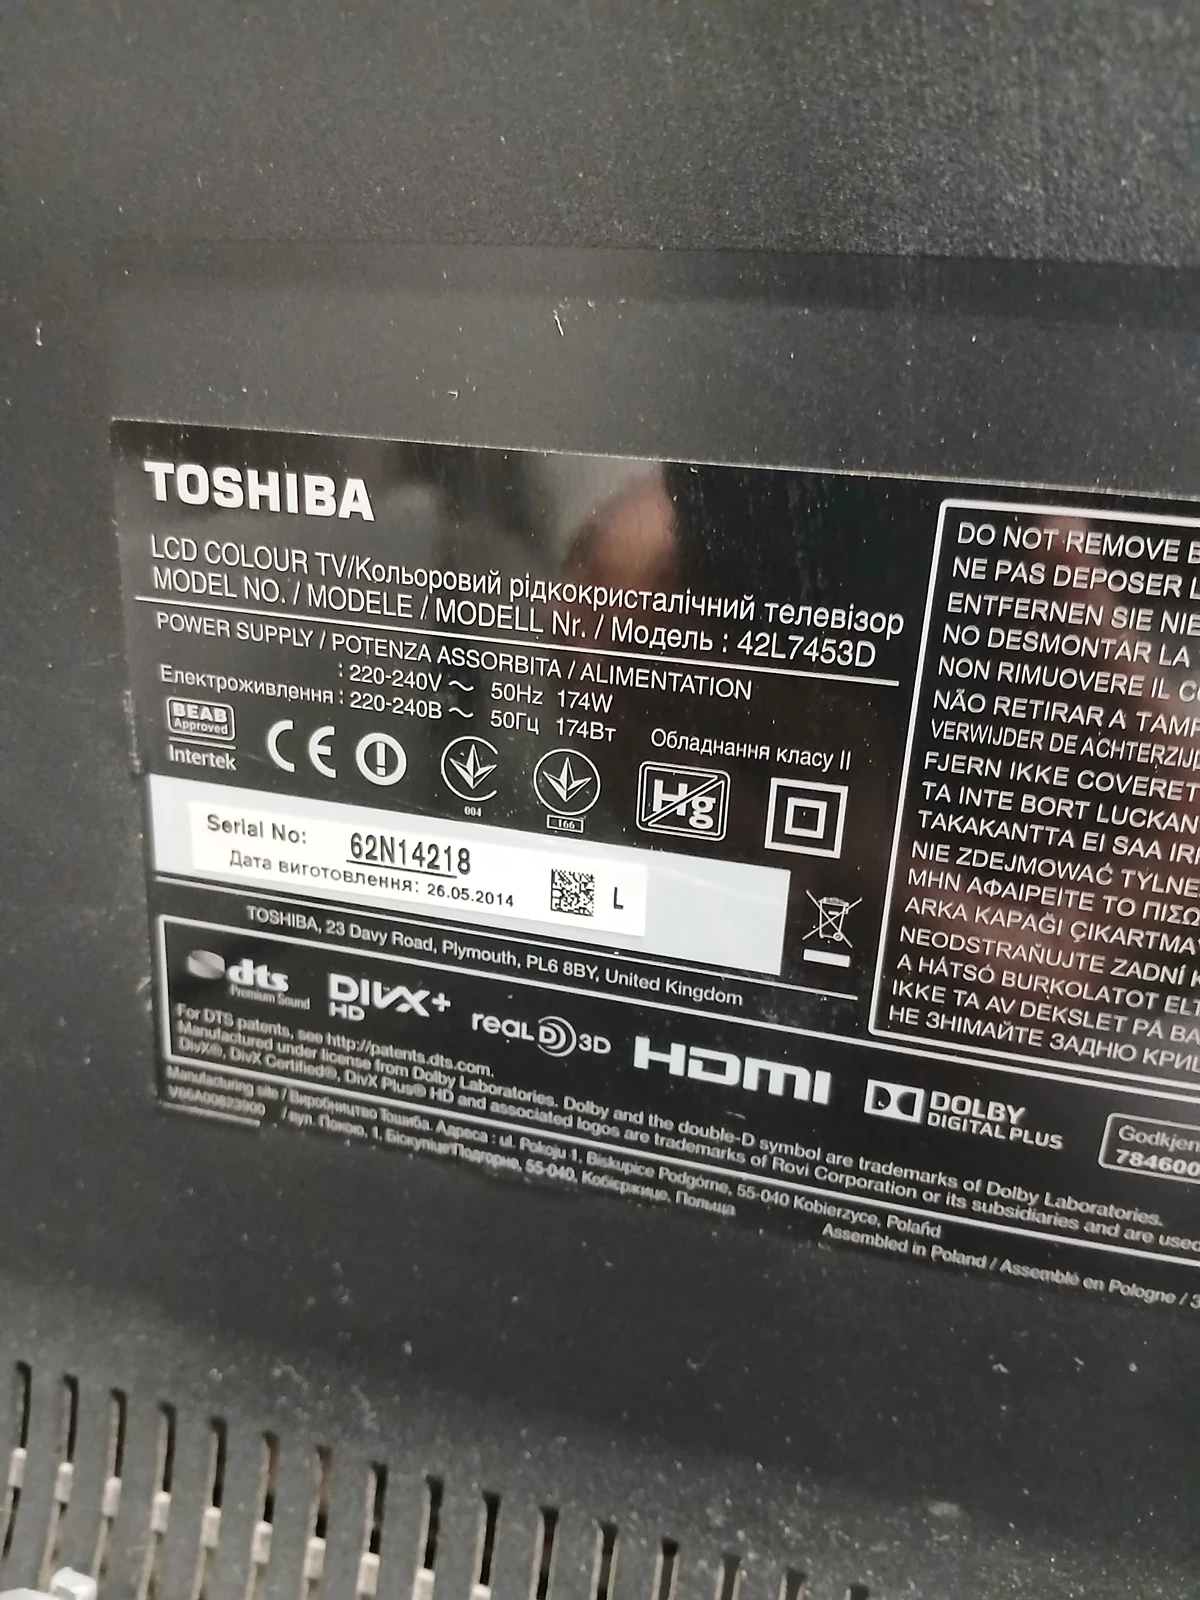 TOSHIBA
LCD COLOUR TV/Кольоровий рідкокристалічний телевізор
MODEL NO. / MODELE / MODELL Nr. / Модель : 42L7453D
POWER SUPPLY / POTENZA ASSORBITA / ALIMENTATION
: 220-240V ~ 50Hz 174W
Електроживлення : 220-240В ~ 50Гц 174Вт
BEAB
Approved
Intertek
CE
004
166
Обладнання класу II
Hg
Serial No: 62N14218
Дата виготовлення: 26.05.2014
L
TOSHIBA, 23 Davy Road, Plymouth, PL6 8BY, United Kingdom
dts
Premium Sound
DIVX+
HD
REAL D 3D
HDMI
DOLBY
DIGITAL PLUS
Godkjen
784600
For DTS patents, see http://patents.dts.com.
Manufactured under license from Dolby Laboratories. Dolby and the double-D symbol are trademarks of Dolby Laboratories.
DivX®, DivX Certified®, DivX Plus® HD and associated logos are trademarks of Rovi Corporation or its subsidiaries and are used
Manufacturing site / Виробництво Тошиба. Адреса : ul. Pokoju 1, Biskupice Podgórne, 55-040 Kobierzyce, Poland
V66A00823900 / вул. Покою, 1, Біскупіце Подгорне, 55-040, Кобієржице, Польща
Assembled in Poland / Assemblé en Pologne / 3
DO NOT REMOVE B
NE PAS DEPOSER L
ENTFERNEN SIE NIE
NO DESMONTAR LA
NON RIMUOVERE IL C
NÃO RETIRAR A TAMP
VERWIJDER DE ACHTERZIJ
FJERN IKKE COVERET
TA INTE BORT LUCKAN
TAKAKANTTA EI SAA IR
NIE ZDEJMOWAĆ TYLNE
ΜΗΝ ΑΦΑΙΡΕΙΤΕ ΤΟ ΠΙΣΩ
ARKA KAPAĞI ÇIKARTMA
NEODSTRAŇUJTE ZADNÍ
A HÁTSÓ BURKOLATOT EL
IKKE TA AV DEKSLET PÅ BA
НЕ ЗНІМАЙТЕ ЗАДНЮ КРИ